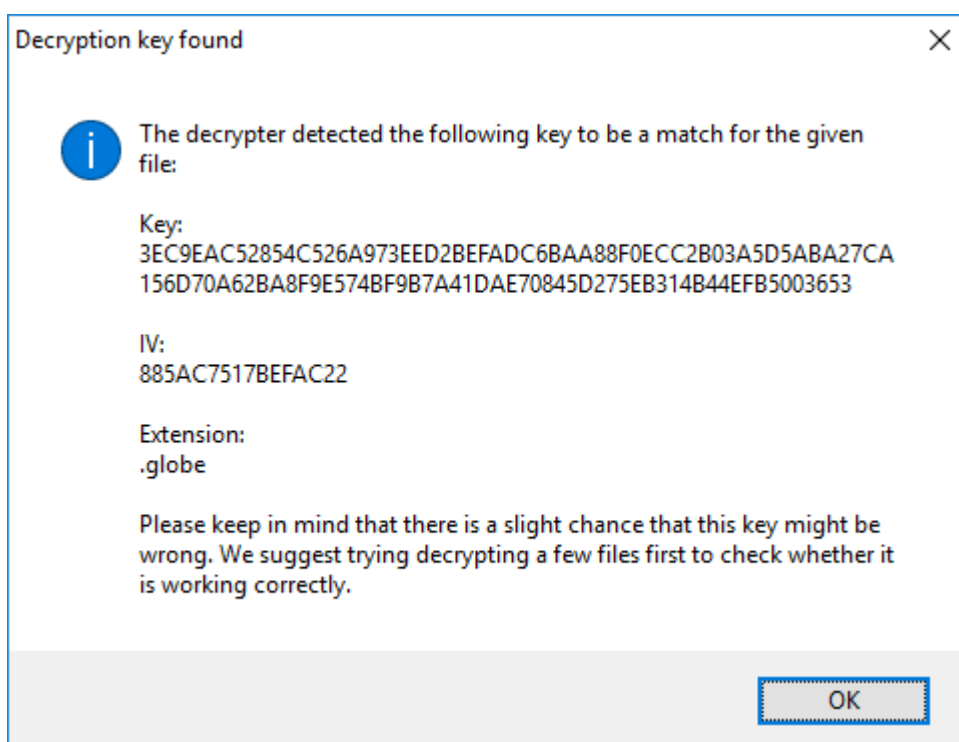 Decryption key found
The decrypter detected the following key to be a match for the given
file:
Key:
3EC9EAC52854C526A973EED2BEFADC6BAA88F0ECC2B03A5D5ABA27CA
156D70A62BA8F9E574BF9B7A41DAE70845D275EB314B44EFB5003653
IV:
885AC7517BEFAC22
Extension:
.globe
Please keep in mind that there is a slight chance that this key might be
wrong. We suggest trying decrypting a few files first to check whether it
is working correctly.
OK